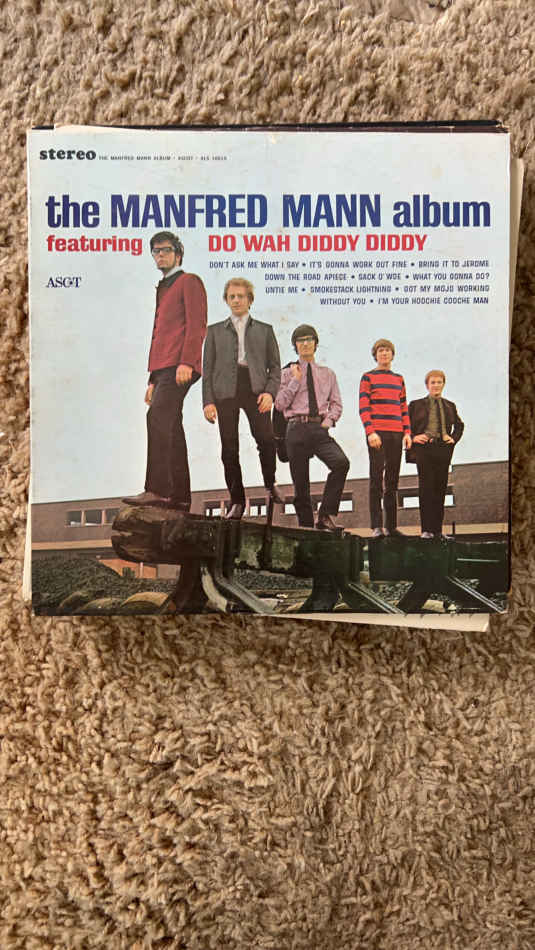 stereo THE MANFRED MANN ALBUM • ASCOT • ALS 16015
the MANFRED MANN album
featuring DO WAH DIDDY DIDDY
DON'T ASK ME WHAT I SAY • IT'S GONNA WORK OUT FINE • BRING IT TO JEROME
DOWN THE ROAD APIECE • SACK O' WOE • WHAT YOU GONNA DO?
UNTIE ME • SMOKESTACK LIGHTNING • GOT MY MOJO WORKING
WITHOUT YOU • I'M YOUR HOOCHIE COOCHE MAN
ASCOT